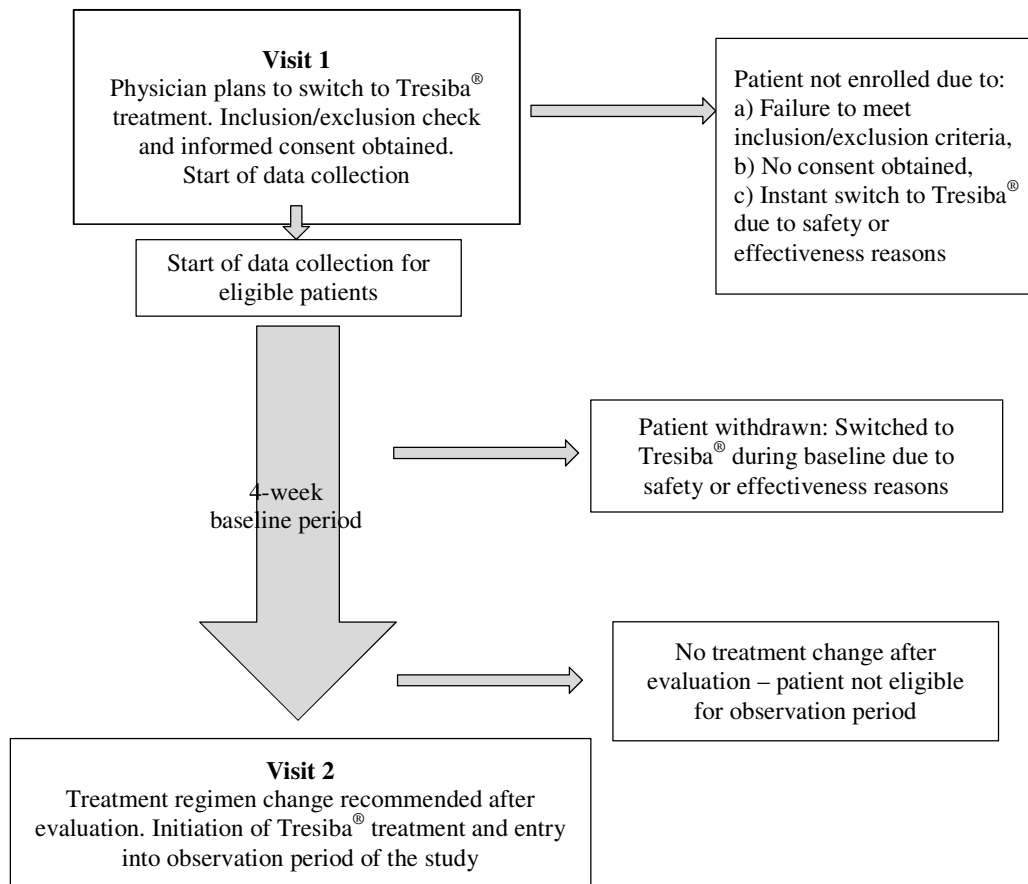 Visit 1
Physician plans to switch to Tresiba®
treatment. Inclusion/exclusion check
and informed consent obtained.
Start of data collection
Patient not enrolled due to:
a) Failure to meet
inclusion/exclusion criteria,
b) No consent obtained,
c) Instant switch to Tresiba®
due to safety or
effectiveness reasons
Start of data collection for
eligible patients
Patient withdrawn: Switched to
Tresiba® during baseline due to
safety or effectiveness reasons
4-week
baseline period
No treatment change after
evaluation – patient not eligible
for observation period
Visit 2
Treatment regimen change recommended after
evaluation. Initiation of Tresiba® treatment and entry
into observation period of the study